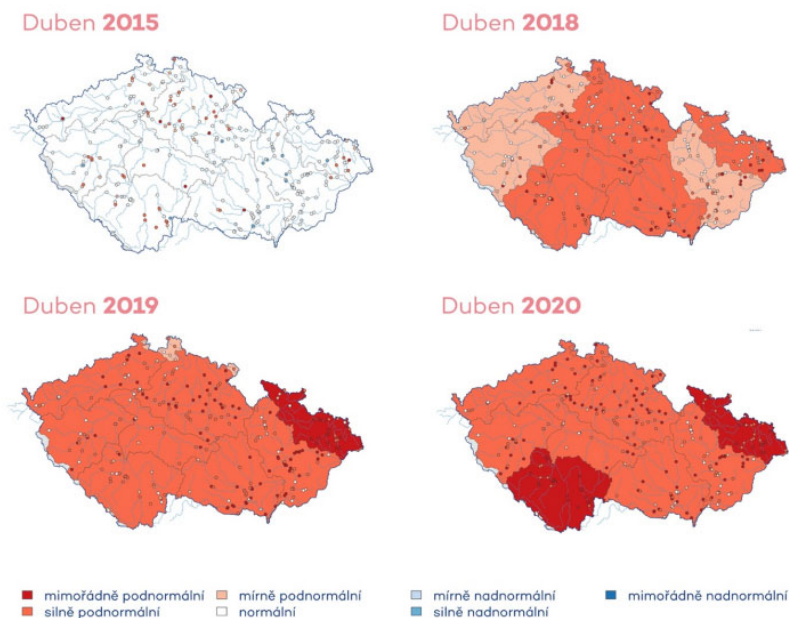 Duben 2015
Duben 2018
Duben 2019
Duben 2020
mimořádně podnormální
mírně podnormální
mírně nadnormální
mimořádně nadnormální
silně podnormální
normální
silně nadnormální